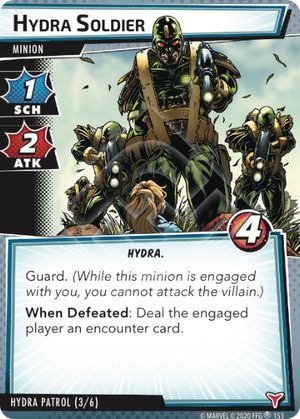 HYDRA SOLDIER
MINION
1
SCH
2
ATK
4
HYDRA.
Guard. (While this minion is engaged
with you, you cannot attack the villain.)
When Defeated: Deal the engaged
player an encounter card.
HYDRA PATROL (3/6)
© MARVEL © 2020 FFG 153